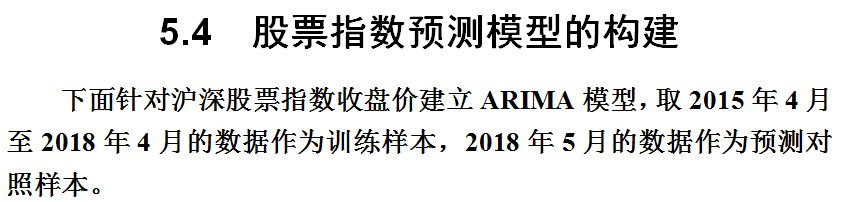 5.4 股票指数预测模型的构建
下面针对沪深股票指数收盘价建立 ARIMA 模型，取 2015 年 4 月
至 2018 年 4 月的数据作为训练样本，2018 年 5 月的数据作为预测对
照样本。